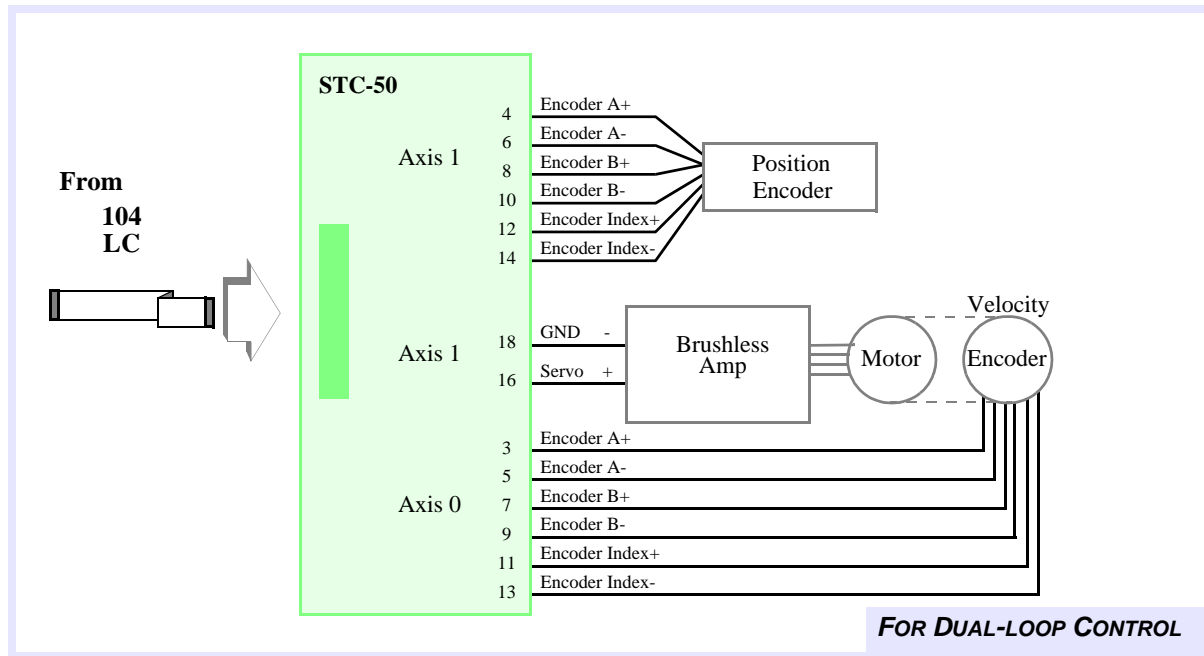 STC-50
From
104
LC
Axis 1
4 Encoder A+
6 Encoder A-
8 Encoder B+
10 Encoder B-
12 Encoder Index+
14 Encoder Index-
Position
Encoder
Axis 1
18 GND -
16 Servo +
Brushless
Amp
Motor
Velocity
Encoder
Axis 0
3 Encoder A+
5 Encoder A-
7 Encoder B+
9 Encoder B-
11 Encoder Index+
13 Encoder Index-
FOR DUAL-LOOP CONTROL